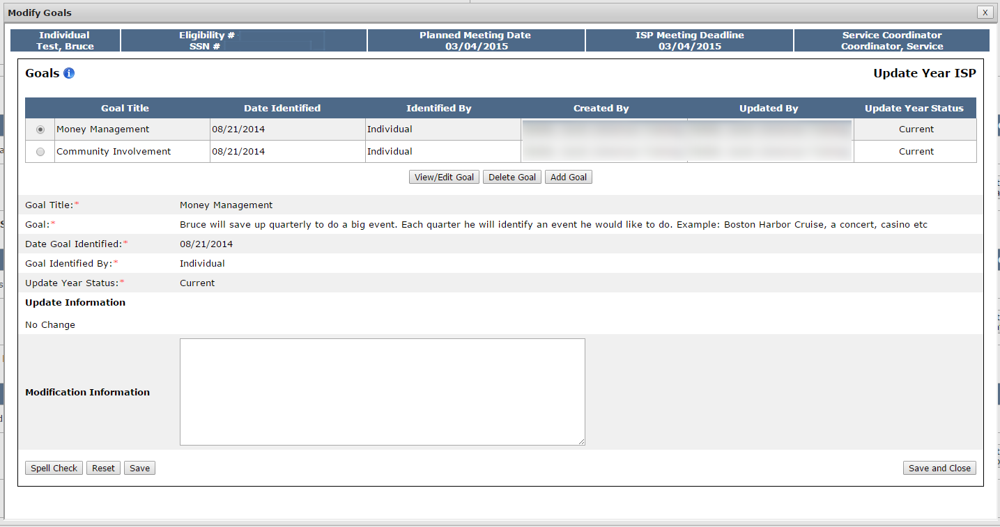 Modify Goals X
Individual Eligibility # Planned Meeting Date ISP Meeting Deadline Service Coordinator
Test, Bruce SSN # 03/04/2015 03/04/2015 Coordinator, Service
Goals i Update Year ISP
Goal Title Date Identified Identified By Created By Updated By Update Year Status
Money Management 08/21/2014 Individual Current
Community Involvement 08/21/2014 Individual Current
View/Edit Goal Delete Goal Add Goal
Goal Title:* Money Management
Goal:* Bruce will save up quarterly to do a big event. Each quarter he will identify an event he would like to do. Example: Boston Harbor Cruise, a concert, casino etc
Date Goal Identified:* 08/21/2014
Goal Identified By:* Individual
Update Year Status:* Current
Update Information
No Change
Modification Information
Spell Check Reset Save Save and Close